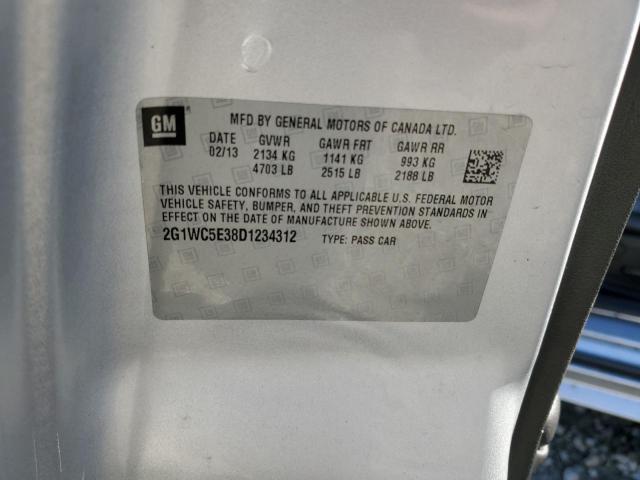 GM
MFD BY GENERAL MOTORS OF CANADA LTD.
DATE GVWR GAWR FRT GAWR RR
02/13 2134 KG 1141 KG 993 KG
4703 LB 2515 LB 2188 LB
THIS VEHICLE CONFORMS TO ALL APPLICABLE U.S. FEDERAL MOTOR
VEHICLE SAFETY, BUMPER, AND THEFT PREVENTION STANDARDS IN
EFFECT ON THE DATE OF MANUFACTURE SHOWN ABOVE.
2G1WC5E38D1234312 TYPE: PASS CAR